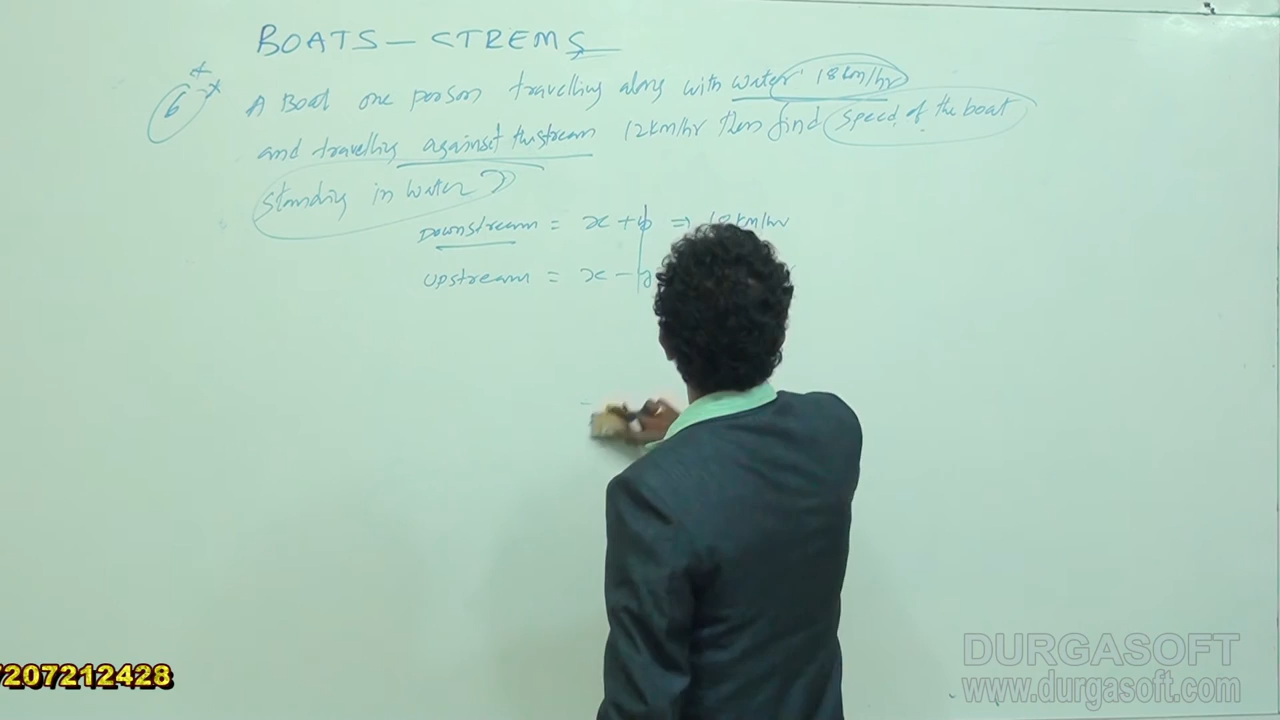 BOATS - STREMS
6 A Boat one person travelling along with water 18km/hr
and travelling against the stream 12km/hr then find speed of the boat
standing in water
Downstream = x + y ⇒ 18km/hr
Upstream = x - y
7207212428
DURGASOFT
www.durgasoft.com